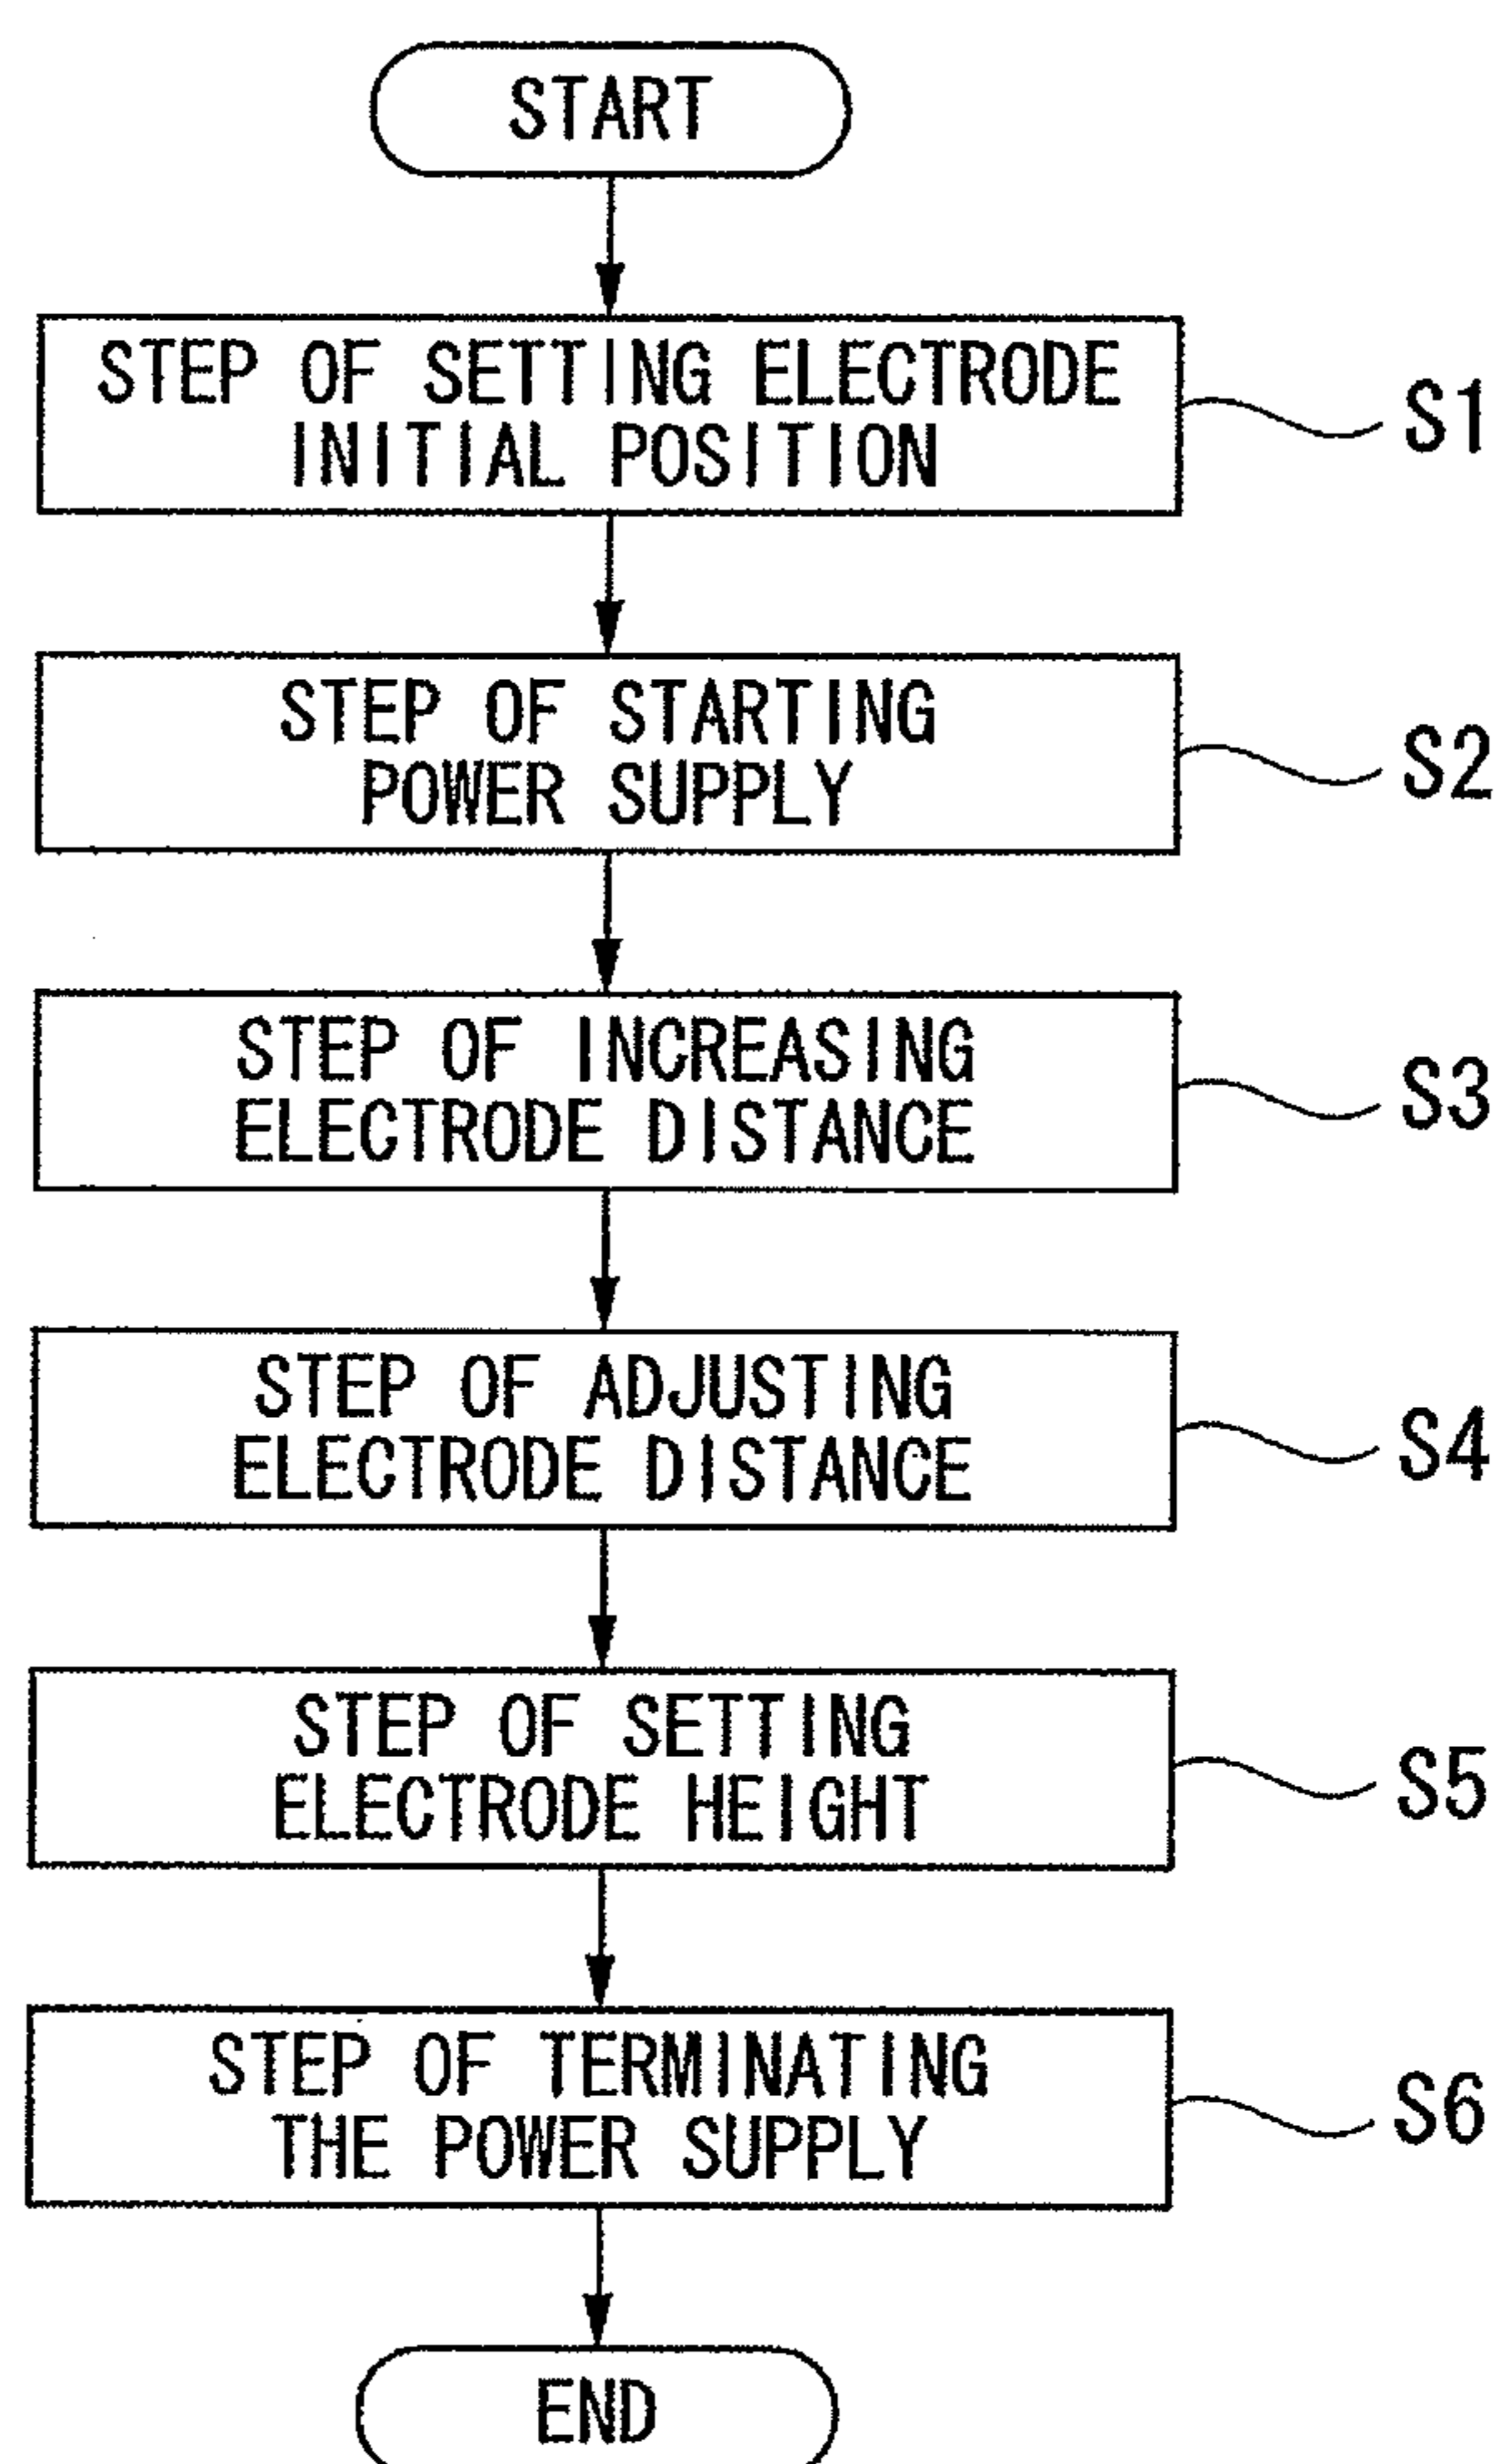 START
STEP OF SETTING ELECTRODE
INITIAL POSITION
S1
STEP OF STARTING
POWER SUPPLY
S2
STEP OF INCREASING
ELECTRODE DISTANCE
S3
STEP OF ADJUSTING
ELECTRODE DISTANCE
S4
STEP OF SETTING
ELECTRODE HEIGHT
S5
STEP OF TERMINATING
THE POWER SUPPLY
S6
END